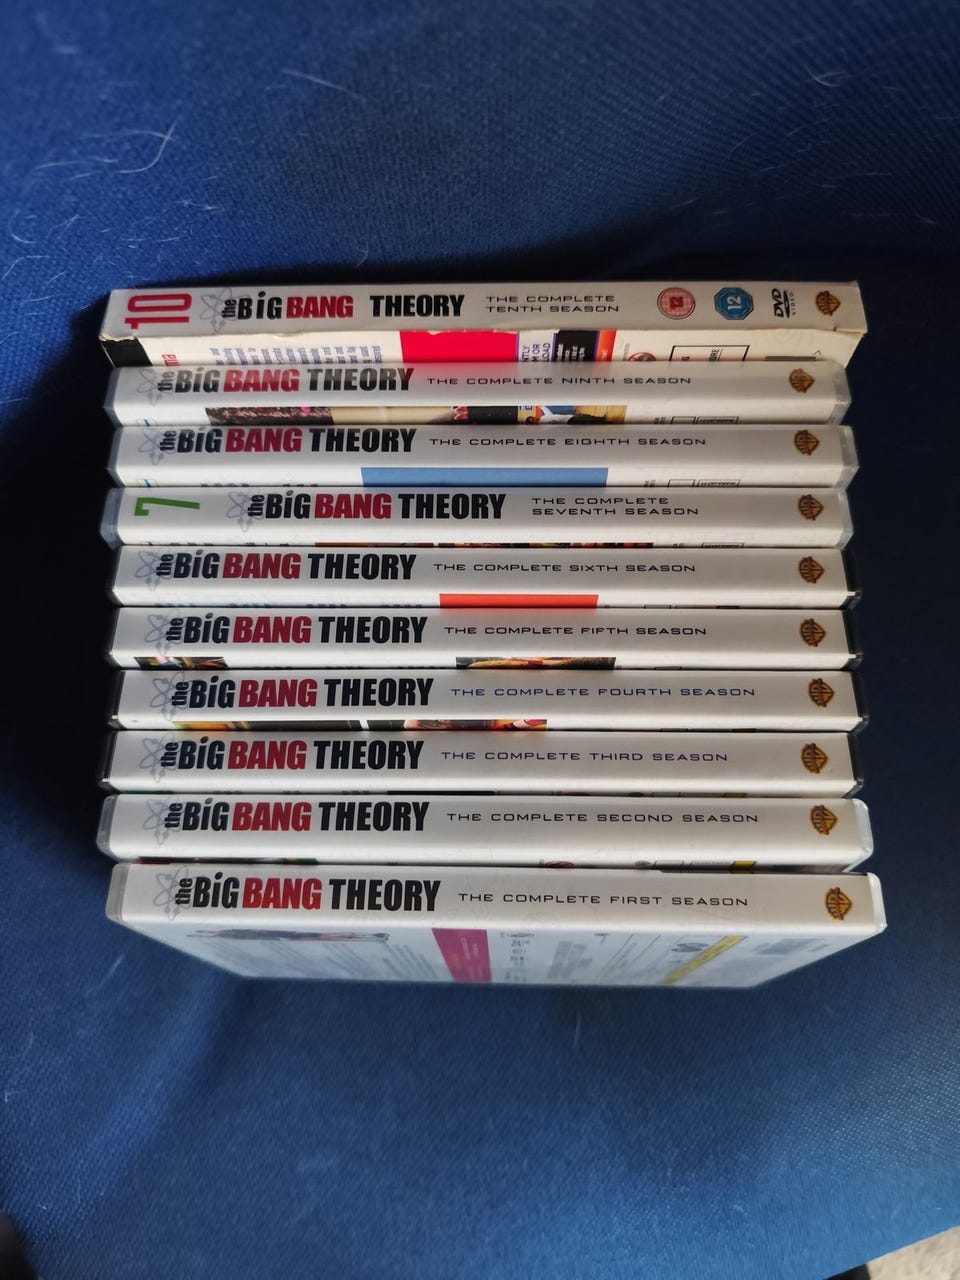 10 the BiG BANG THEORY THE COMPLETE
TENTH SEASON 12 12 DVD
VIDEO
the BiG BANG THEORY THE COMPLETE NINTH SEASON
the BiG BANG THEORY THE COMPLETE EIGHTH SEASON
7 the BiG BANG THEORY THE COMPLETE
SEVENTH SEASON
the BiG BANG THEORY THE COMPLETE SIXTH SEASON
the BiG BANG THEORY THE COMPLETE FIFTH SEASON
the BiG BANG THEORY THE COMPLETE FOURTH SEASON
the BiG BANG THEORY THE COMPLETE THIRD SEASON
the BiG BANG THEORY THE COMPLETE SECOND SEASON
the BiG BANG THEORY THE COMPLETE FIRST SEASON